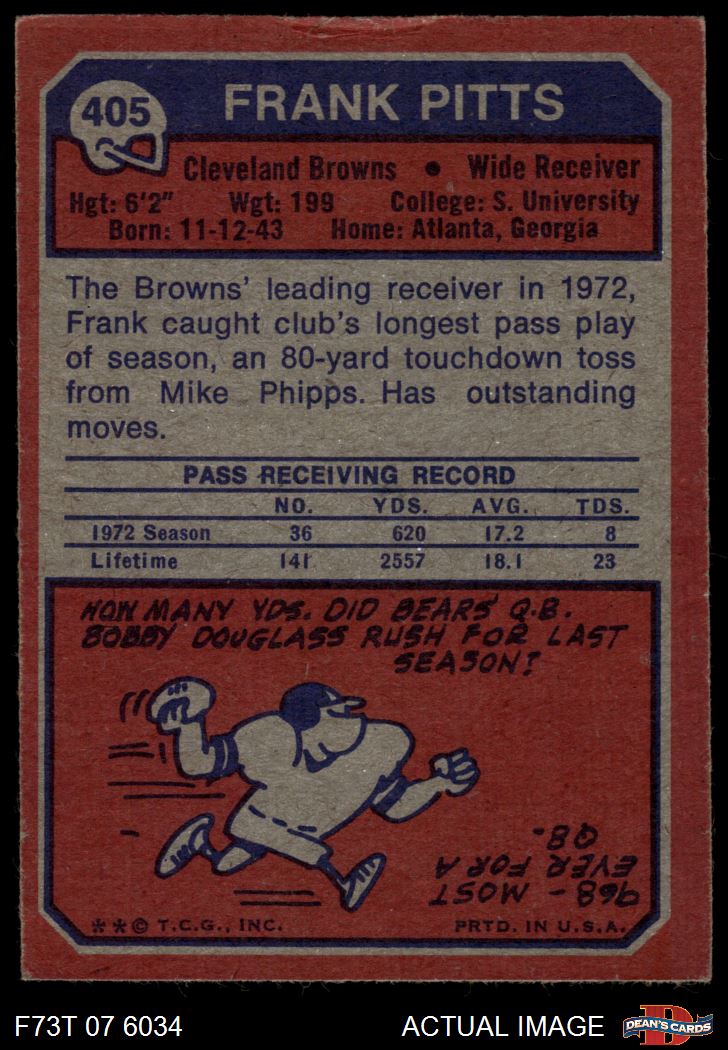 405
FRANK PITTS
Cleveland Browns • Wide Receiver
Hgt: 6'2" Wgt: 199 College: S. University
Born: 11-12-43 Home: Atlanta, Georgia
The Browns' leading receiver in 1972,
Frank caught club's longest pass play
of season, an 80-yard touchdown toss
from Mike Phipps. Has outstanding
moves.
PASS RECEIVING RECORD
NO. YDS. AVG. TDS.
1972 Season 36 620 17.2 8
Lifetime 141 2557 18.1 23
HOW MANY YDS. DID BEARS' Q.B.
BOBBY DOUGLASS RUSH FOR LAST
SEASON?
968 - MOST
EVER FOR A
QB.
** © T.C.G., INC. PRTD. IN U.S.A.
F73T 07 6034 ACTUAL IMAGE
D
DEAN'S CARDS